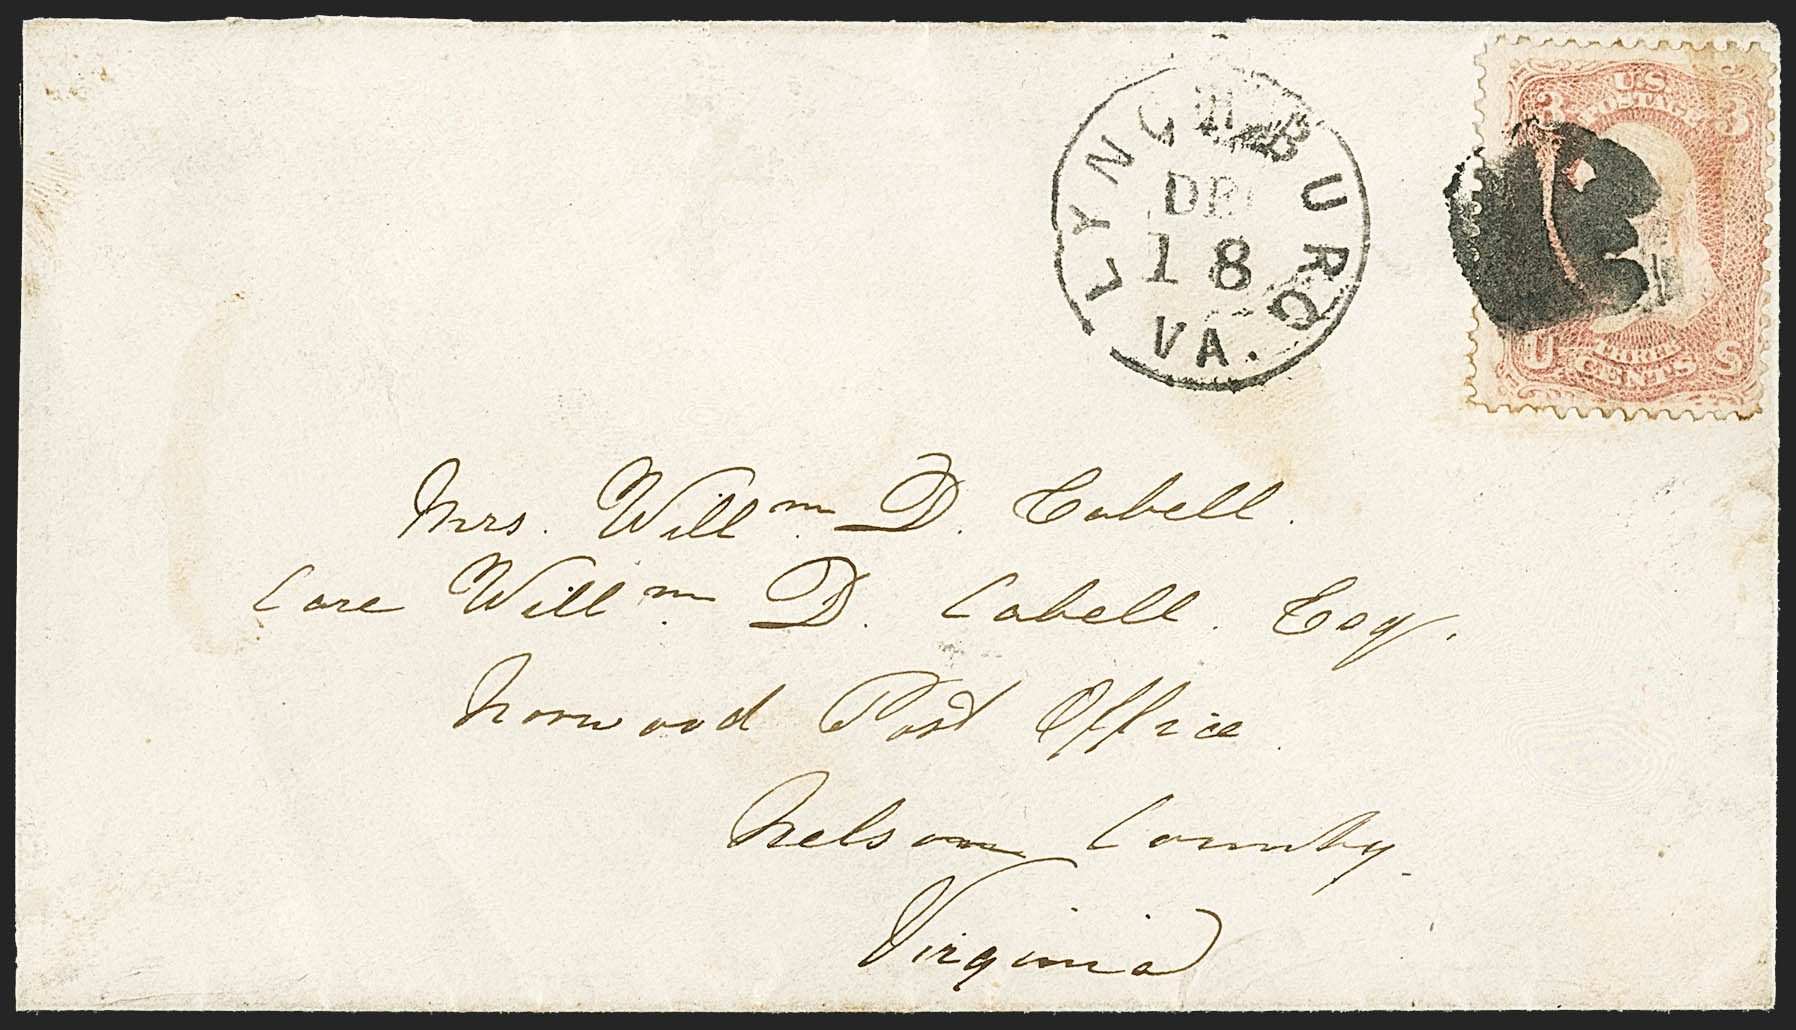 LYNCHBURG
DE
18
VA.
3 U.S. POSTAGE 3
U THREE CENTS S
Mrs. Willm. D. Cabell.
Care Willm. D. Cabell. Esq.
Norwood Post Office.
Nelson County.
Virginia